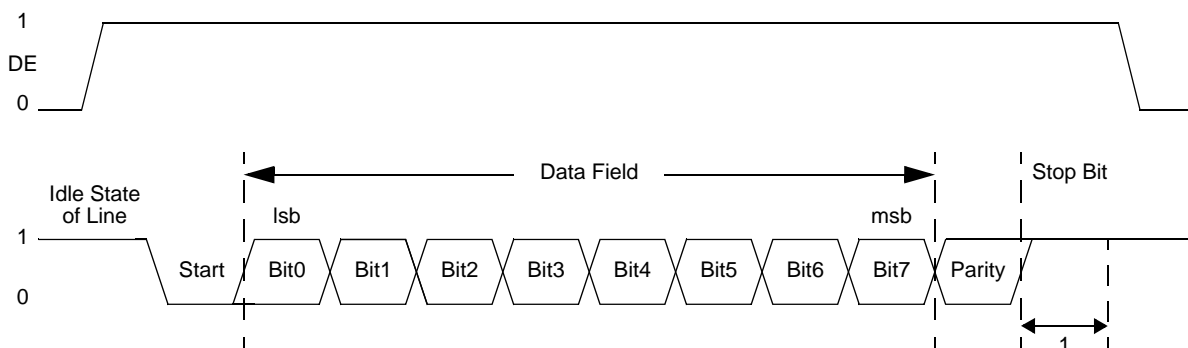 1
DE
0
Data Field
Stop Bit
Idle State
of Line
lsb
msb
1
Start
Bit0
Bit1
Bit2
Bit3
Bit4
Bit5
Bit6
Bit7
Parity
0
1